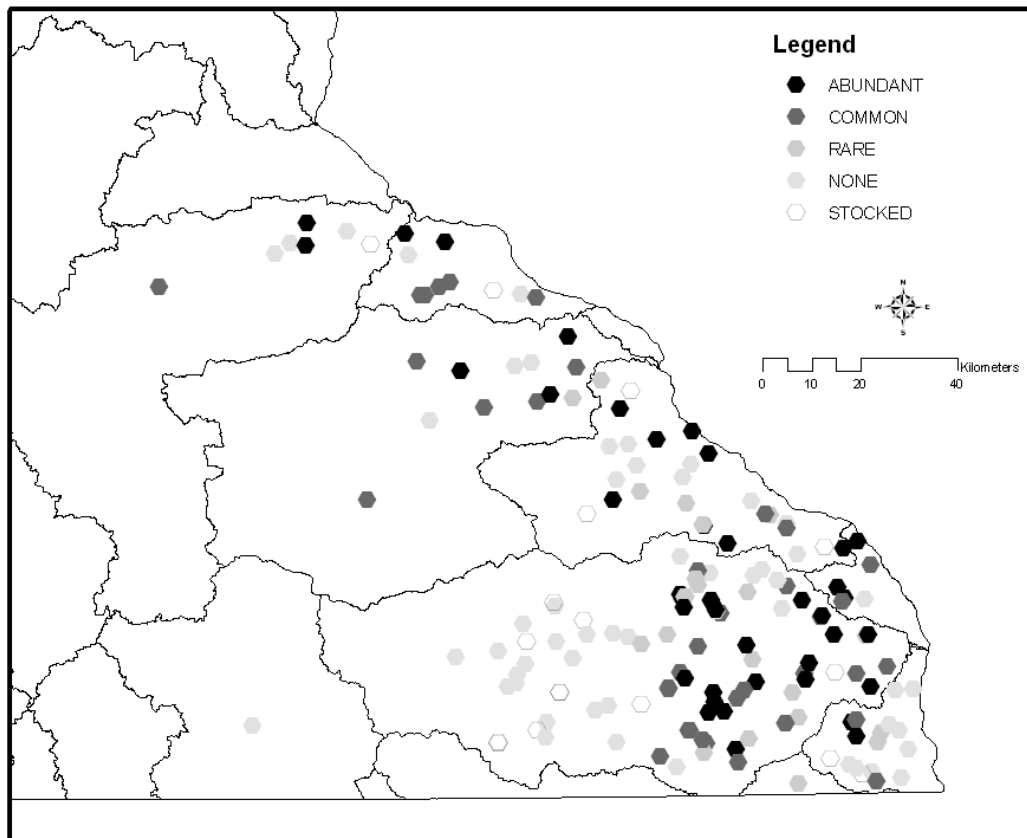 Legend
ABUNDANT
COMMON
RARE
NONE
STOCKED
N
W E
S
Kilometers
0 10 20 40